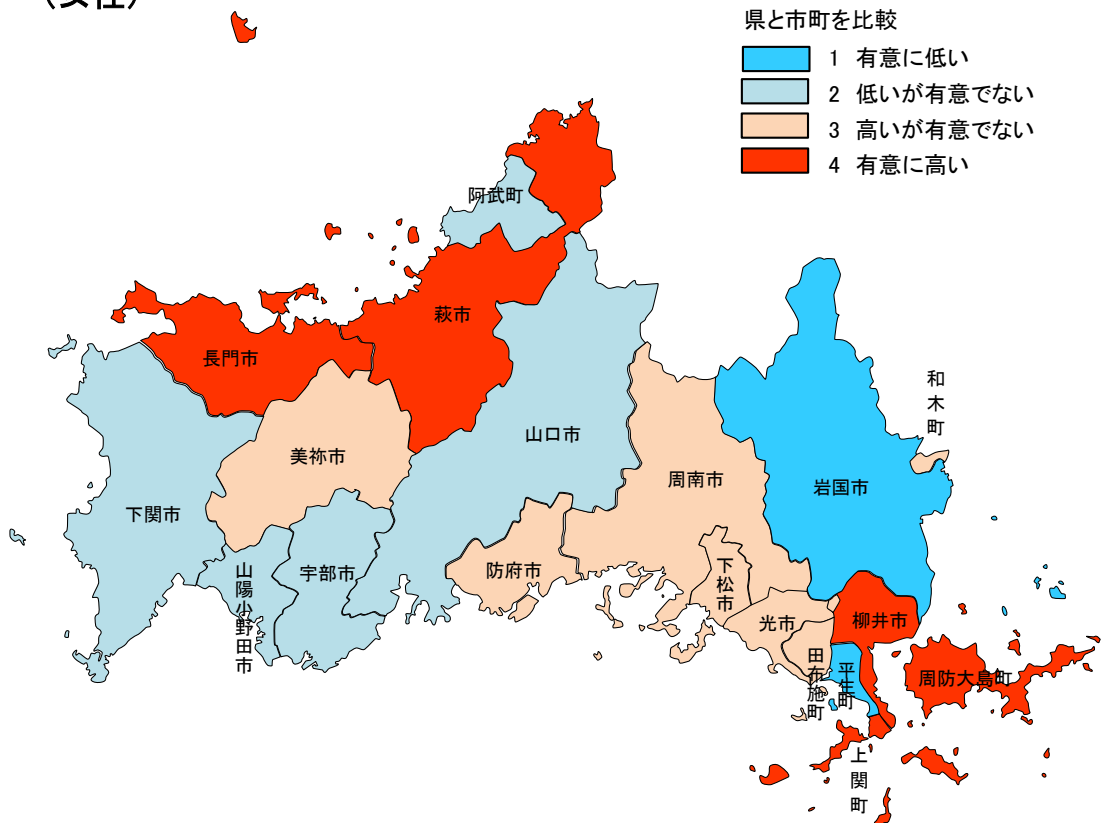 (女性)
県と市町を比較
1 有意に低い
2 低いが有意でない
3 高いが有意でない
4 有意に高い
阿武町
萩市
長門市
和木町
山口市
美祢市
周南市
岩国市
下関市
山陽小野田市
宇部市
防府市
下松市
光市
柳井市
田布施町
平生町
周防大島町
上関町